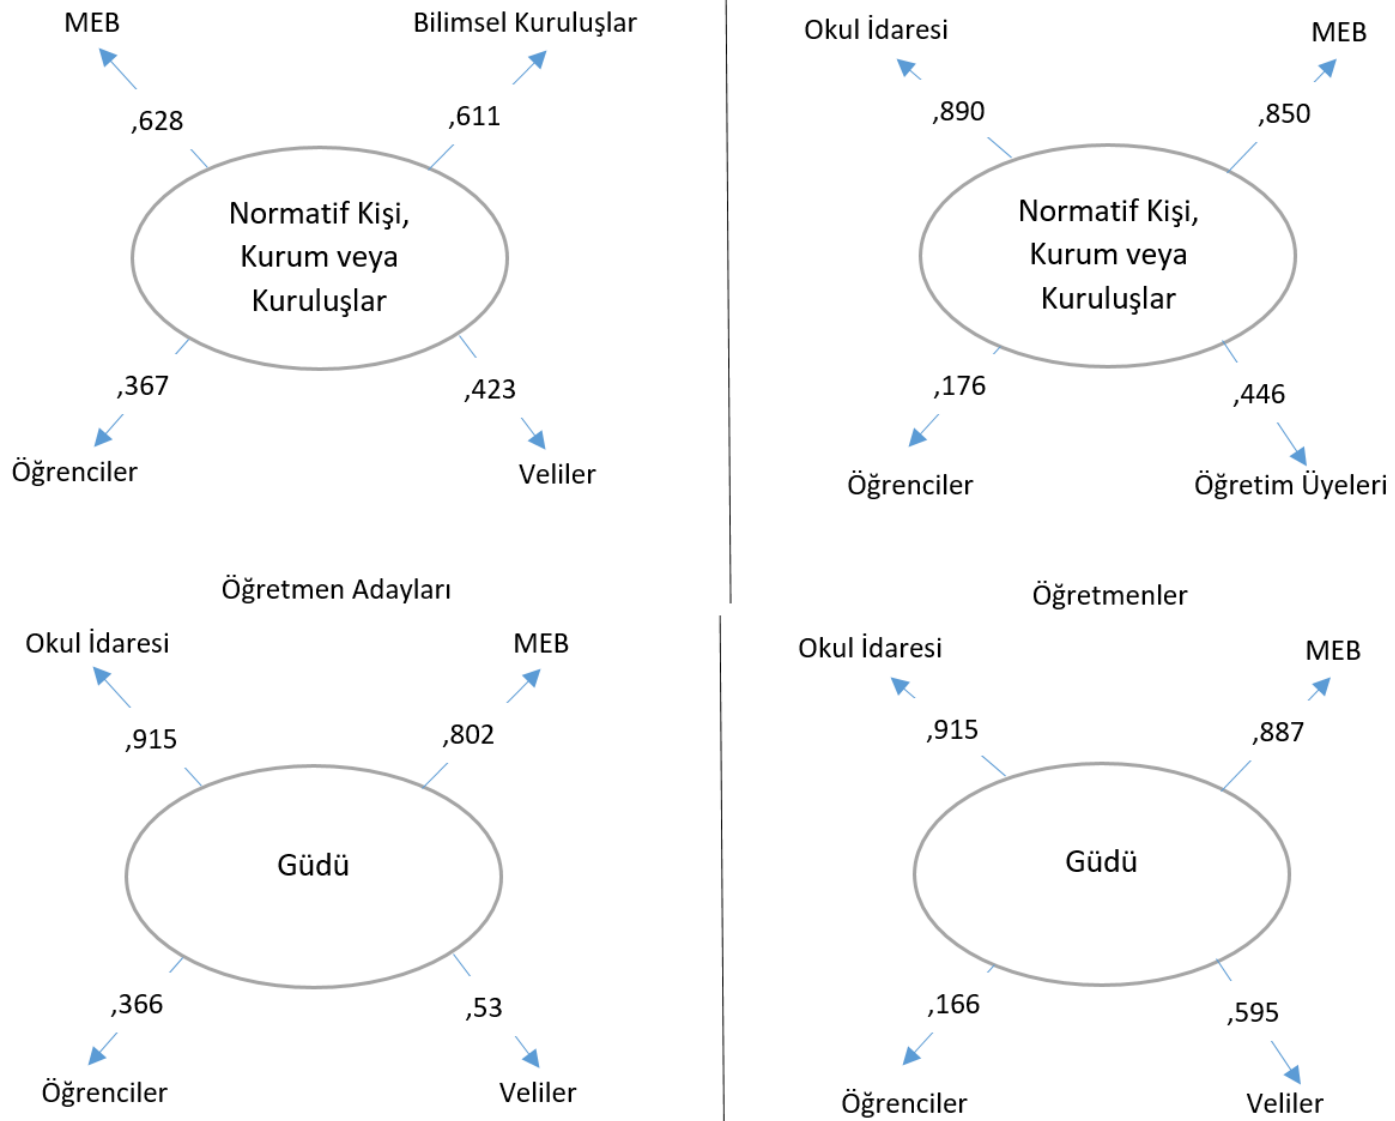 MEB
Bilimsel Kuruluşlar
,628
,611
Normatif Kişi,
Kurum veya
Kuruluşlar
,367
,423
Öğrenciler
Veliler
Öğretmen Adayları
Okul İdaresi
MEB
,890
,850
Normatif Kişi,
Kurum veya
Kuruluşlar
,176
,446
Öğrenciler
Öğretim Üyeleri
Öğretmenler
Okul İdaresi
MEB
,915
,802
Güdü
,366
,53
Öğrenciler
Veliler
Okul İdaresi
MEB
,915
,887
Güdü
,166
,595
Öğrenciler
Veliler